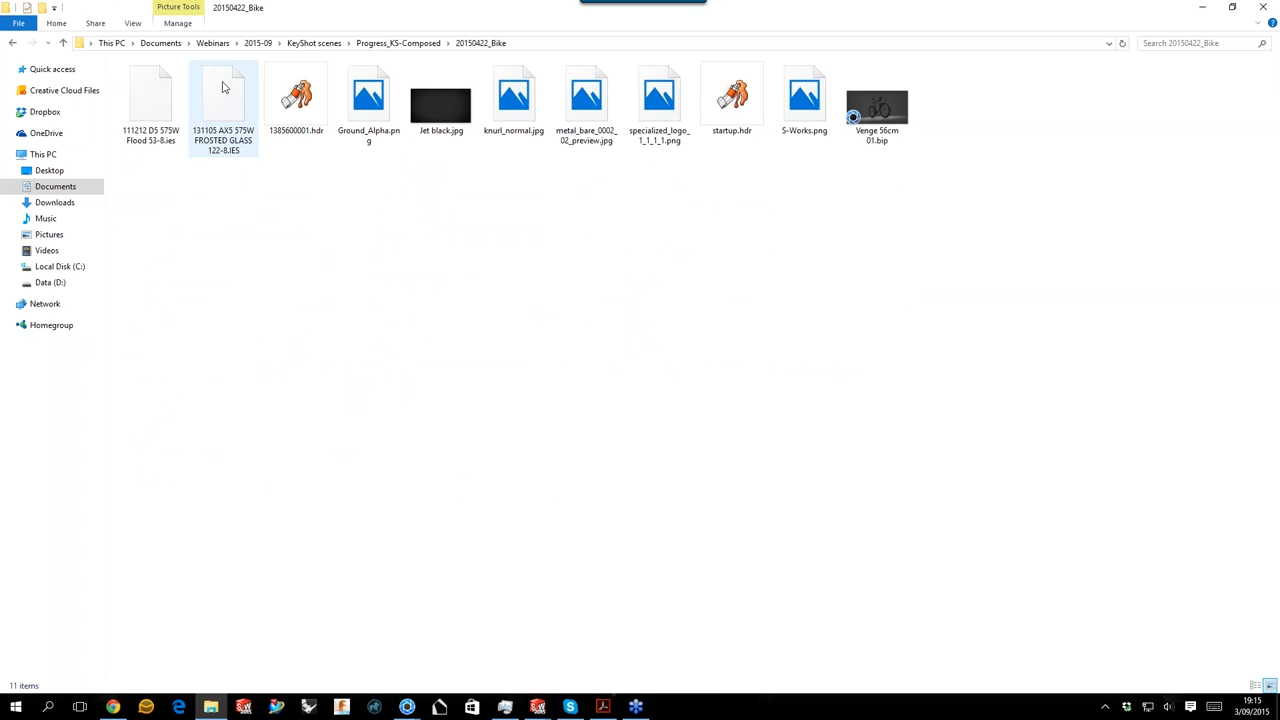 Picture Tools
20150422_Bike
File Home Share View Manage
This PC Documents Webinars 2015-09 KeyShot scenes Progress_KS-Composed 20150422_Bike
Search 20150422_Bike
Quick access
Creative Cloud Files
Dropbox
OneDrive
This PC
Desktop
Documents
Downloads
Music
Pictures
Videos
Local Disk (C:)
Data (D:)
Network
Homegroup
111212 D5 575W
Flood 53-8.ies
131105 AX5 575W
FROSTED GLASS
122-8.IES
1385600001.hdr
Ground_Alpha.pn
g
Jet black.jpg
knurl_normal.jpg
metal_bare_0002_
02_preview.jpg
specialized_logo_
1_1_1_1.png
startup.hdr
S-Works.png
Venge 56cm
01.bip
11 items
19:15
3/09/2015